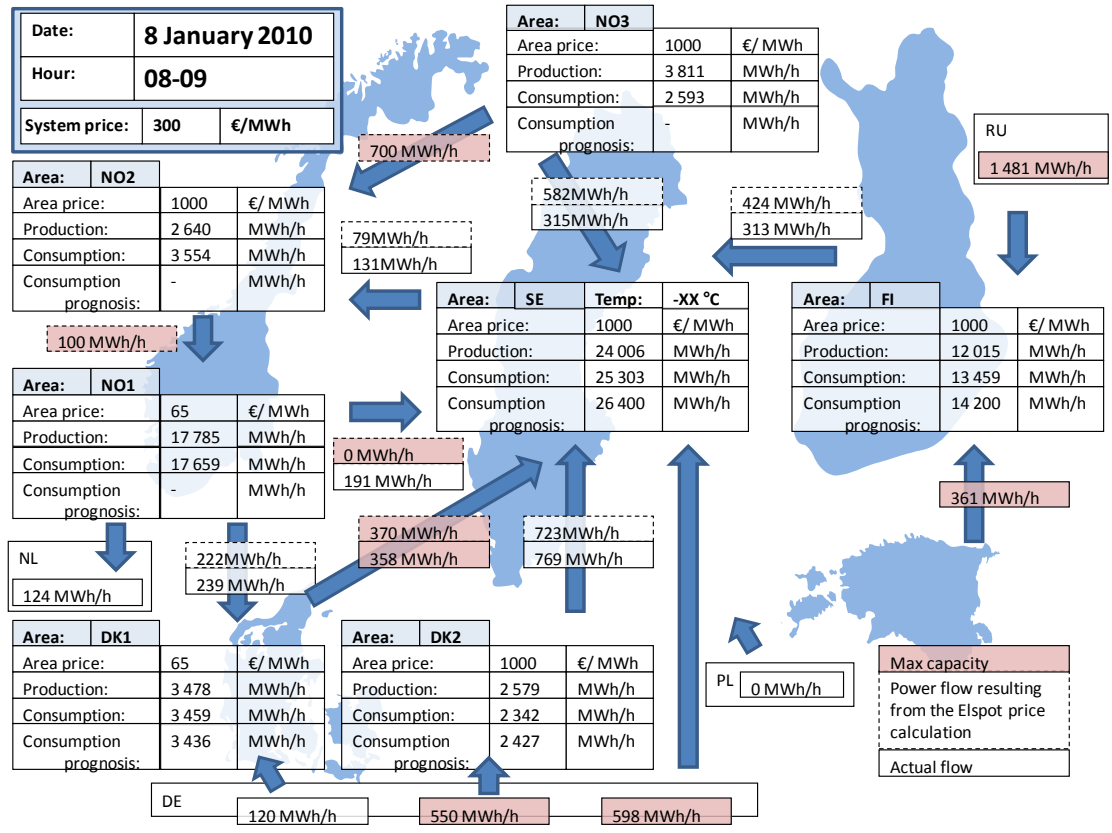 Date: 8 January 2010
Hour: 08-09
System price: 300 €/MWh
Area: NO3
Area price: 1000 €/ MWh
Production: 3 811 MWh/h
Consumption: 2 593 MWh/h
Consumption - MWh/h
prognosis:
RU
1 481 MWh/h
700 MWh/h
582MWh/h
315MWh/h
424 MWh/h
313 MWh/h
Area: NO2
Area price: 1000 €/ MWh
Production: 2 640 MWh/h
Consumption: 3 554 MWh/h
Consumption - MWh/h
prognosis:
79MWh/h
131MWh/h
100 MWh/h
Area: SE Temp: -XX °C
Area price: 1000 €/ MWh
Production: 24 006 MWh/h
Consumption: 25 303 MWh/h
Consumption 26 400 MWh/h
prognosis:
Area: FI
Area price: 1000 €/ MWh
Production: 12 015 MWh/h
Consumption: 13 459 MWh/h
Consumption 14 200 MWh/h
prognosis:
Area: NO1
Area price: 65 €/ MWh
Production: 17 785 MWh/h
Consumption: 17 659 MWh/h
Consumption - MWh/h
prognosis:
0 MWh/h
191 MWh/h
361 MWh/h
370 MWh/h
358 MWh/h
723MWh/h
769 MWh/h
NL
124 MWh/h
222MWh/h
239 MWh/h
Area: DK1
Area price: 65 €/ MWh
Production: 3 478 MWh/h
Consumption: 3 459 MWh/h
Consumption 3 436 MWh/h
prognosis:
Area: DK2
Area price: 1000 €/ MWh
Production: 2 579 MWh/h
Consumption: 2 342 MWh/h
Consumption 2 427 MWh/h
prognosis:
PL 0 MWh/h
Max capacity
Power flow resulting
from the Elspot price
calculation
Actual flow
DE
120 MWh/h
550 MWh/h
598 MWh/h